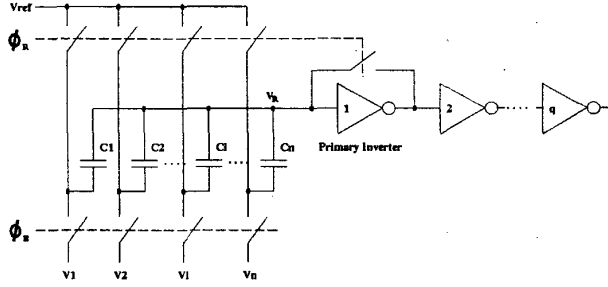 Vref
ϕR
VR
1
2
q
C1
C2
Ci
Cn
Primary Inverter
ϕE
V1
V2
Vi
Vn